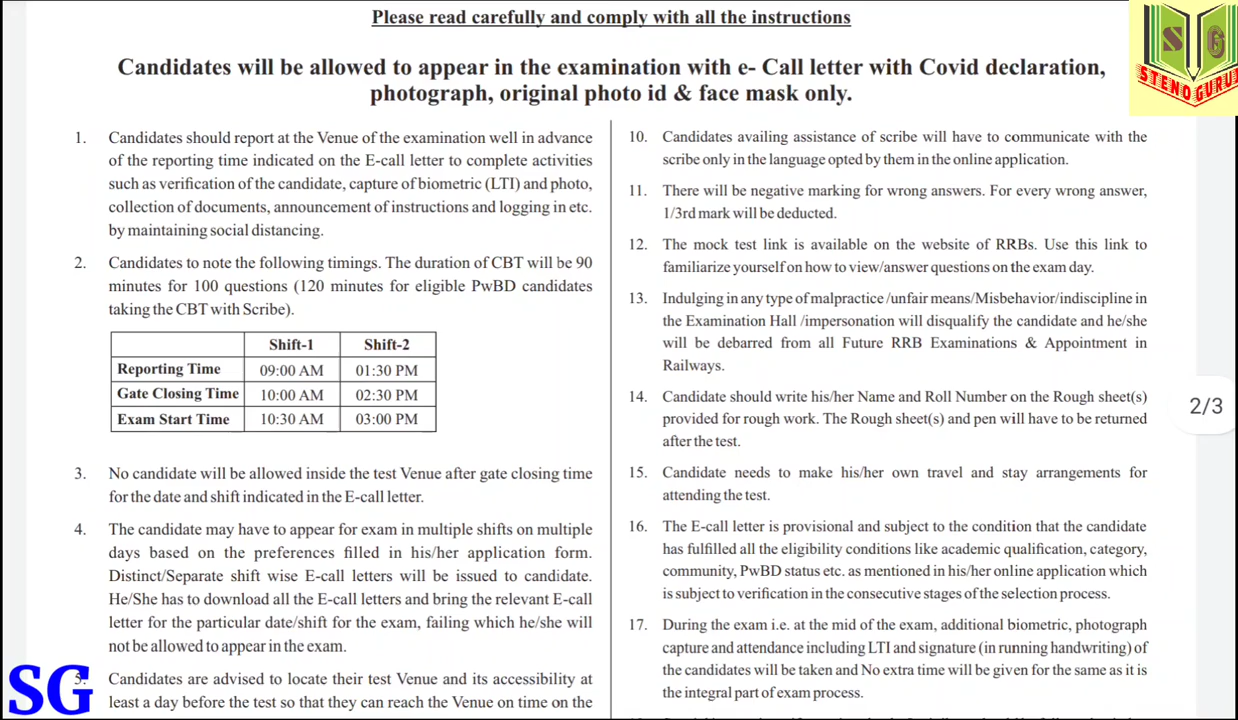 Please read carefully and comply with all the instructions
Candidates will be allowed to appear in the examination with e- Call letter with Covid declaration,
photograph, original photo id & face mask only.
S G
STENO GURUJI
1. Candidates should report at the Venue of the examination well in advance
of the reporting time indicated on the E-call letter to complete activities
such as verification of the candidate, capture of biometric (LTI) and photo,
collection of documents, announcement of instructions and logging in etc.
by maintaining social distancing.
2. Candidates to note the following timings. The duration of CBT will be 90
minutes for 100 questions (120 minutes for eligible PwBD candidates
taking the CBT with Scribe).
Shift-1 Shift-2
Reporting Time 09:00 AM 01:30 PM
Gate Closing Time 10:00 AM 02:30 PM
Exam Start Time 10:30 AM 03:00 PM
3. No candidate will be allowed inside the test Venue after gate closing time
for the date and shift indicated in the E-call letter.
4. The candidate may have to appear for exam in multiple shifts on multiple
days based on the preferences filled in his/her application form.
Distinct/Separate shift wise E-call letters will be issued to candidate.
He/She has to download all the E-call letters and bring the relevant E-call
letter for the particular date/shift for the exam, failing which he/she will
not be allowed to appear in the exam.
5. Candidates are advised to locate their test Venue and its accessibility at
least a day before the test so that they can reach the Venue on time on the
SG
10. Candidates availing assistance of scribe will have to communicate with the
scribe only in the language opted by them in the online application.
11. There will be negative marking for wrong answers. For every wrong answer,
1/3rd mark will be deducted.
12. The mock test link is available on the website of RRBs. Use this link to
familiarize yourself on how to view/answer questions on the exam day.
13. Indulging in any type of malpractice /unfair means/Misbehavior/indiscipline in
the Examination Hall /impersonation will disqualify the candidate and he/she
will be debarred from all Future RRB Examinations & Appointment in
Railways.
14. Candidate should write his/her Name and Roll Number on the Rough sheet(s)
provided for rough work. The Rough sheet(s) and pen will have to be returned
after the test.
15. Candidate needs to make his/her own travel and stay arrangements for
attending the test.
16. The E-call letter is provisional and subject to the condition that the candidate
has fulfilled all the eligibility conditions like academic qualification, category,
community, PwBD status etc. as mentioned in his/her online application which
is subject to verification in the consecutive stages of the selection process.
17. During the exam i.e. at the mid of the exam, additional biometric, photograph
capture and attendance including LTI and signature (in running handwriting) of
the candidates will be taken and No extra time will be given for the same as it is
the integral part of exam process.
2/3